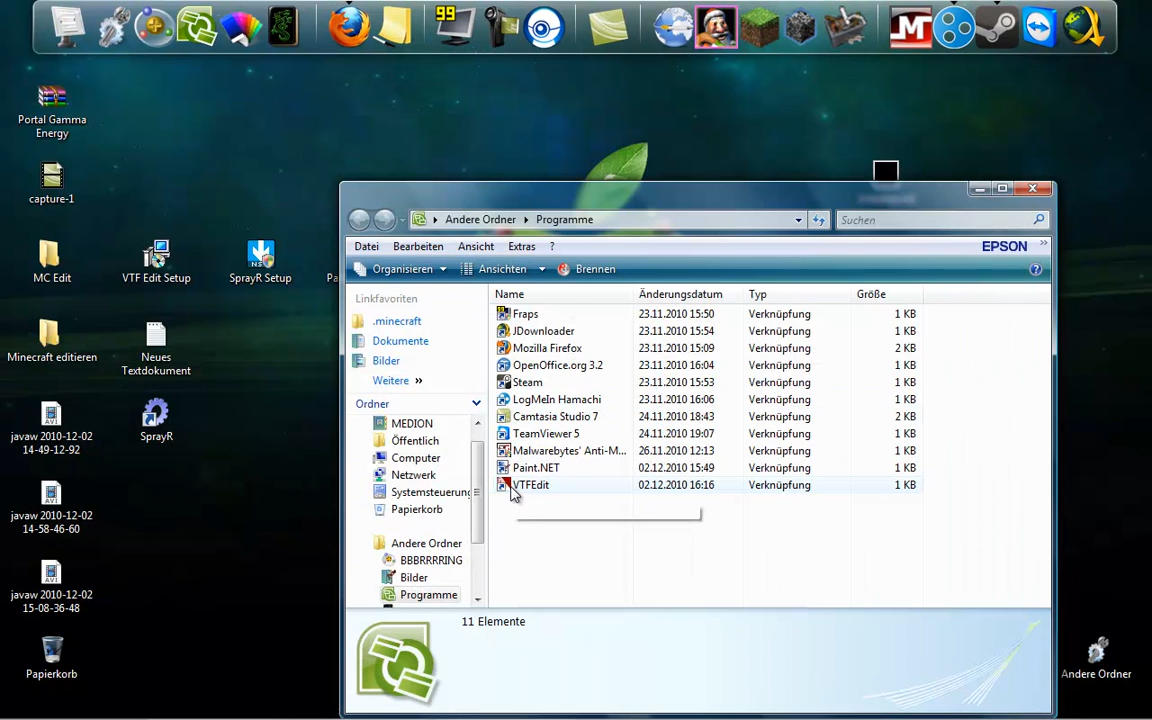 99
Portal Gamma
Energy
capture-1
MC Edit
VTF Edit Setup
SprayR Setup
Minecraft editieren
Neues
Textdokument
javaw 2010-12-02
14-49-12-92
SprayR
javaw 2010-12-02
14-58-46-60
javaw 2010-12-02
15-08-36-48
Papierkorb
Andere Ordner
Andere Ordner Programme
Suchen
Datei Bearbeiten Ansicht Extras ? EPSON »
Organisieren Ansichten Brennen
Linkfavoriten
.minecraft
Dokumente
Bilder
Weitere »
Ordner
MEDION
Öffentlich
Computer
Netzwerk
Systemsteuerung
Papierkorb
Andere Ordner
BBBRRRRING
Bilder
Programme
Name Änderungsdatum Typ Größe
Fraps 23.11.2010 15:50 Verknüpfung 1 KB
JDownloader 23.11.2010 15:54 Verknüpfung 1 KB
Mozilla Firefox 23.11.2010 15:09 Verknüpfung 2 KB
OpenOffice.org 3.2 23.11.2010 16:04 Verknüpfung 1 KB
Steam 23.11.2010 15:53 Verknüpfung 1 KB
LogMeIn Hamachi 23.11.2010 16:06 Verknüpfung 1 KB
Camtasia Studio 7 24.11.2010 18:43 Verknüpfung 2 KB
TeamViewer 5 24.11.2010 19:07 Verknüpfung 1 KB
Malwarebytes' Anti-M... 26.11.2010 12:13 Verknüpfung 1 KB
Paint.NET 02.12.2010 15:49 Verknüpfung 1 KB
VTFEdit 02.12.2010 16:16 Verknüpfung 1 KB
11 Elemente